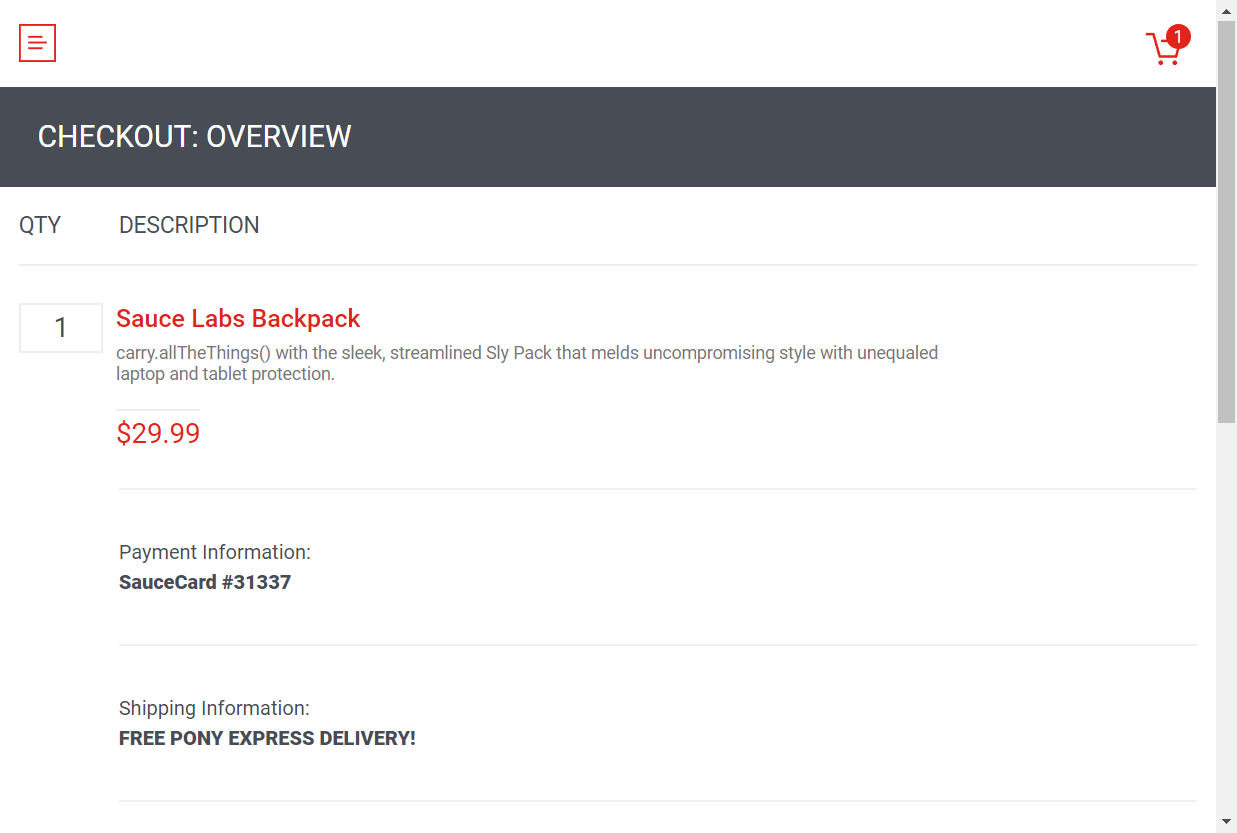 1
CHECKOUT: OVERVIEW
QTY DESCRIPTION
1
Sauce Labs Backpack
carry.allTheThings() with the sleek, streamlined Sly Pack that melds uncompromising style with unequaled
laptop and tablet protection.
$29.99
Payment Information:
SauceCard #31337
Shipping Information:
FREE PONY EXPRESS DELIVERY!